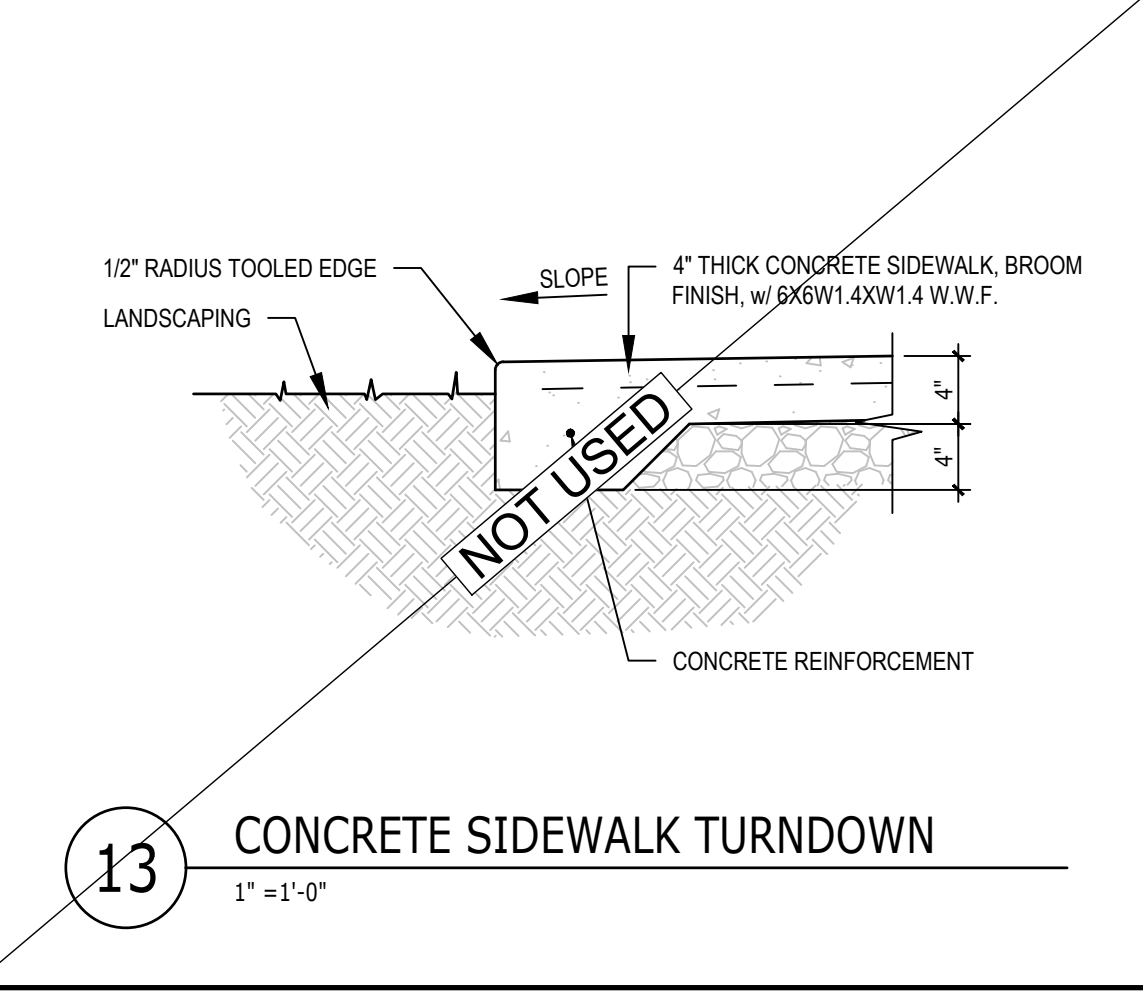 1/2" RADIUS TOOLED EDGE
LANDSCAPING
SLOPE
4" THICK CONCRETE SIDEWALK, BROOM
FINISH, w/ 6X6W1.4XW1.4 W.W.F.
4"
4"
NOT USED
CONCRETE REINFORCEMENT
13
CONCRETE SIDEWALK TURNDOWN
1" =1'-0"